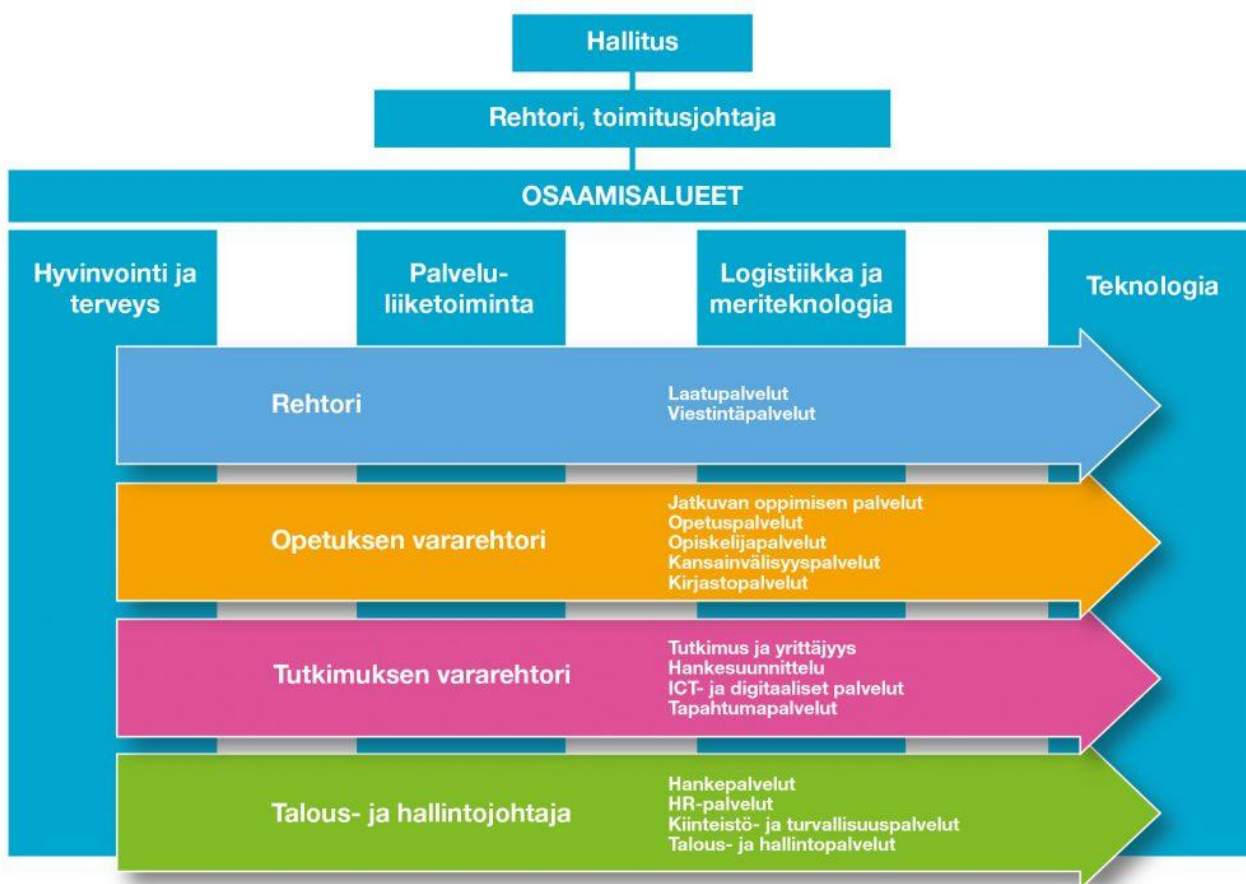 Hallitus
Rehtori, toimitusjohtaja
OSAAMISALUEET
Hyvinvointi ja
terveys
Palvelu-
liiketoiminta
Logistiikka ja
meriteknologia
Teknologia
Rehtori
Laatupalvelut
Viestintäpalvelut
Opetuksen vararehtori
Jatkuvan oppimisen palvelut
Opetuspalvelut
Opiskelijapalvelut
Kansainvälisyyspalvelut
Kirjastopalvelut
Tutkimuksen vararehtori
Tutkimus ja yrittäjyys
Hankesuunnittelu
ICT- ja digitaaliset palvelut
Tapahtumapalvelut
Talous- ja hallintojohtaja
Hankepalvelut
HR-palvelut
Kiinteistö- ja turvallisuuspalvelut
Talous- ja hallintopalvelut